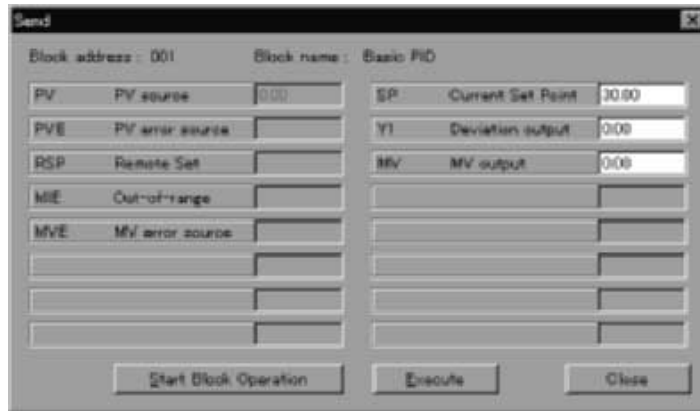 Send
Block address : 001 Block name : Basic PID
PV PV source 0.00 SP Current Set Point 30.00
PVE PV error source Y1 Deviation output 0.00
RSP Remote Set MV MV output 0.00
MIE Out-of-range
MVE MV error source
Start Block Operation Execute Close